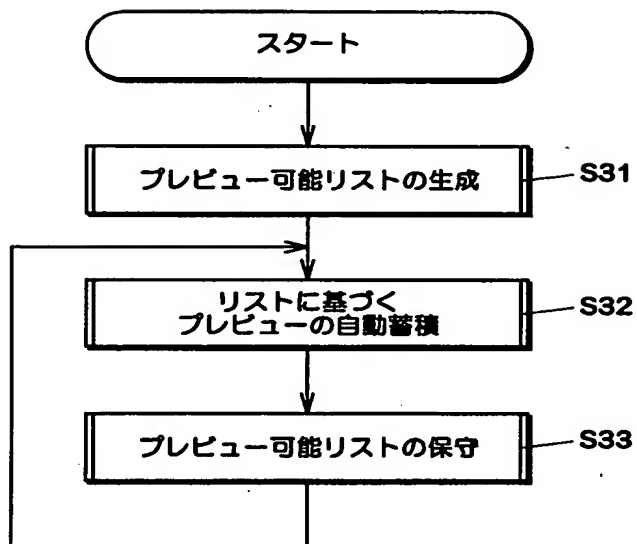 スタート
プレビュー可能リストの生成
S31
リストに基づく
プレビューの自動蓄積
S32
プレビュー可能リストの保守
S33